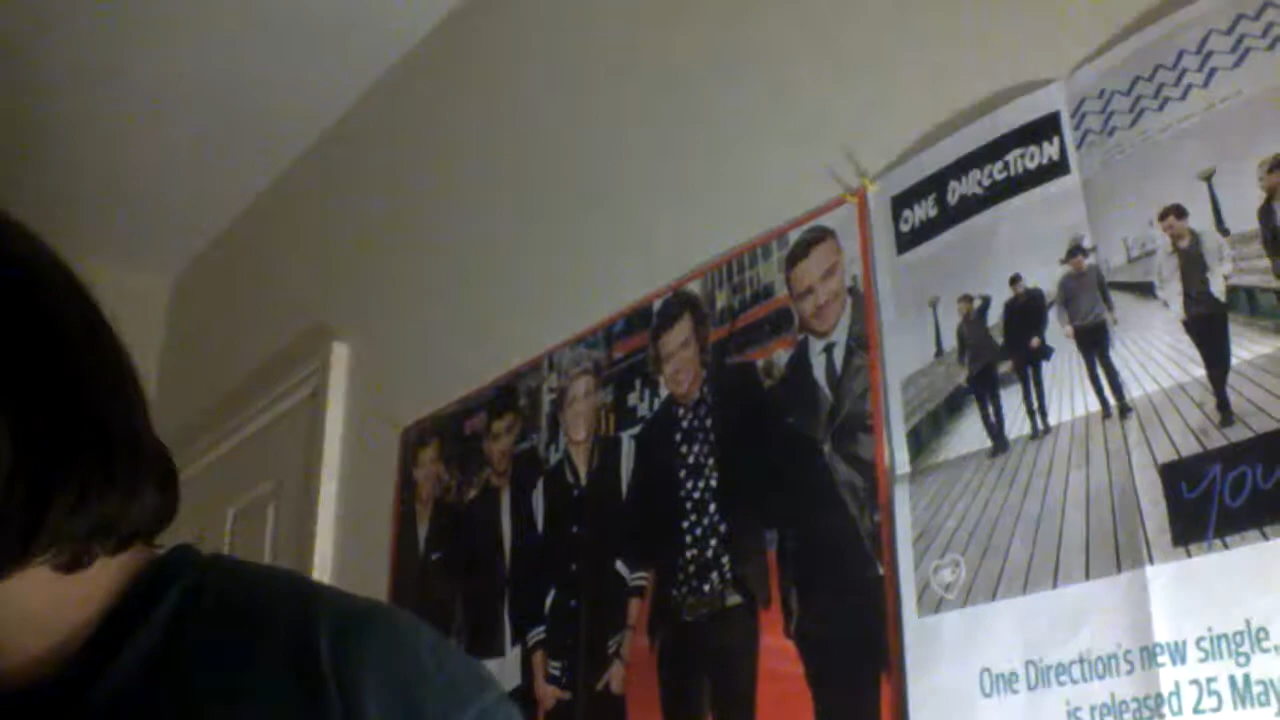 ONE DIRECTION
you
One Direction's new single,
is released 25 May